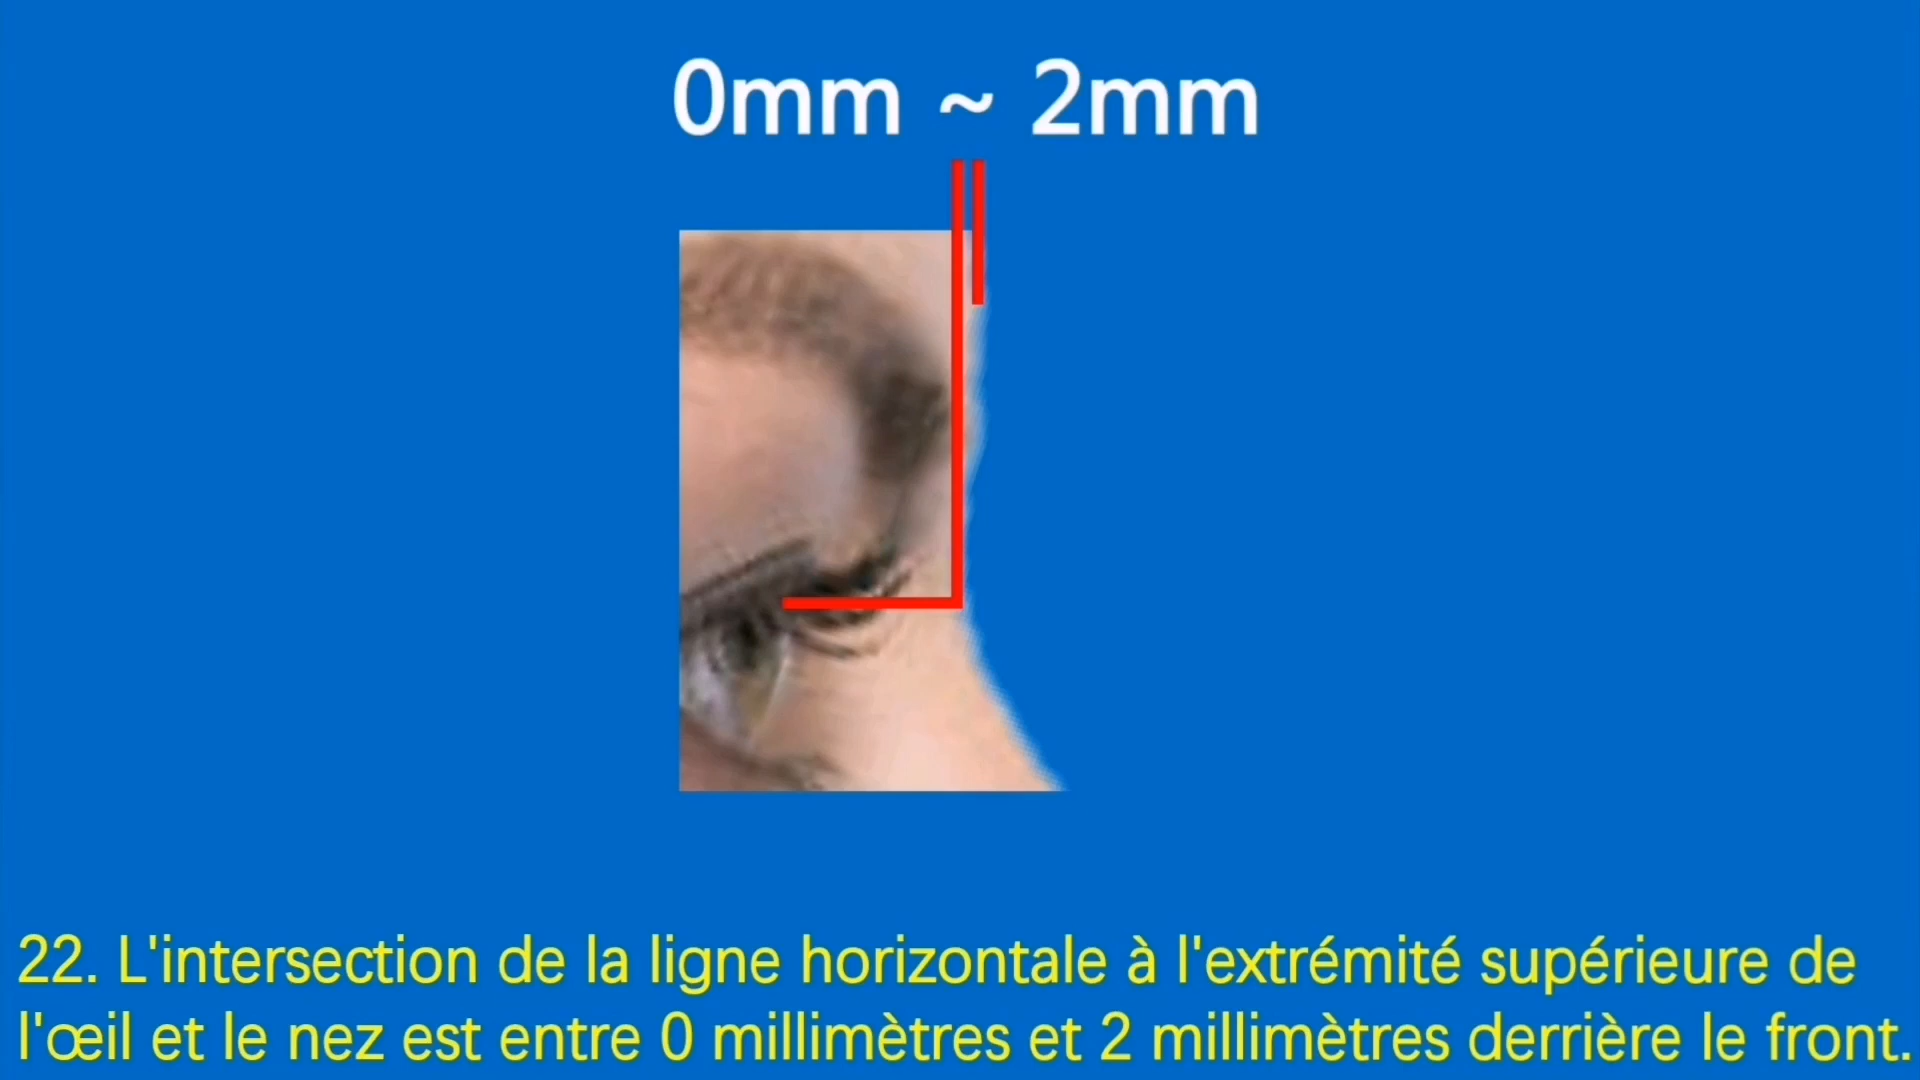 0mm ~ 2mm
22. L'intersection de la ligne horizontale à l'extrémité supérieure de
l'œil et le nez est entre 0 millimètres et 2 millimètres derrière le front.